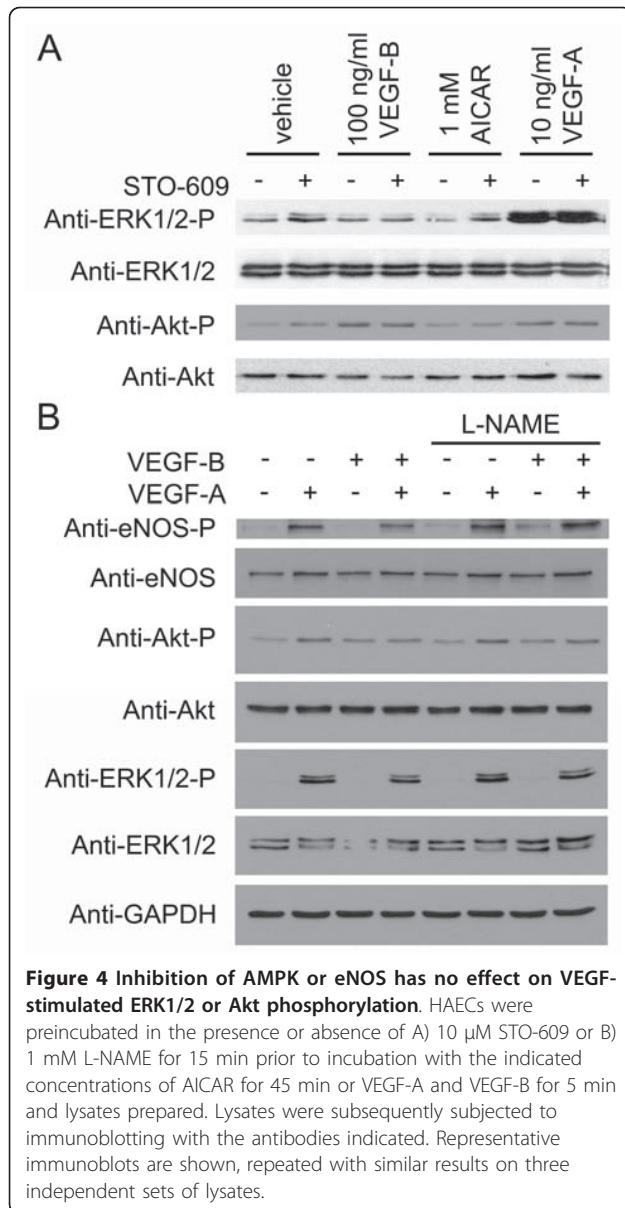 A
vehicle
100 ng/ml
VEGF-B
1 mM
AICAR
10 ng/ml
VEGF-A
STO-609 - + - + - + - +
Anti-ERK1/2-P
Anti-ERK1/2
Anti-Akt-P
Anti-Akt
B
L-NAME
VEGF-B - - + + - - + +
VEGF-A - + - + - + - +
Anti-eNOS-P
Anti-eNOS
Anti-Akt-P
Anti-Akt
Anti-ERK1/2-P
Anti-ERK1/2
Anti-GAPDH
Figure 4 Inhibition of AMPK or eNOS has no effect on VEGF-
stimulated ERK1/2 or Akt phosphorylation. HAECs were
preincubated in the presence or absence of A) 10 μM STO-609 or B)
1 mM L-NAME for 15 min prior to incubation with the indicated
concentrations of AICAR for 45 min or VEGF-A and VEGF-B for 5 min
and lysates prepared. Lysates were subsequently subjected to
immunoblotting with the antibodies indicated. Representative
immunoblots are shown, repeated with similar results on three
independent sets of lysates.